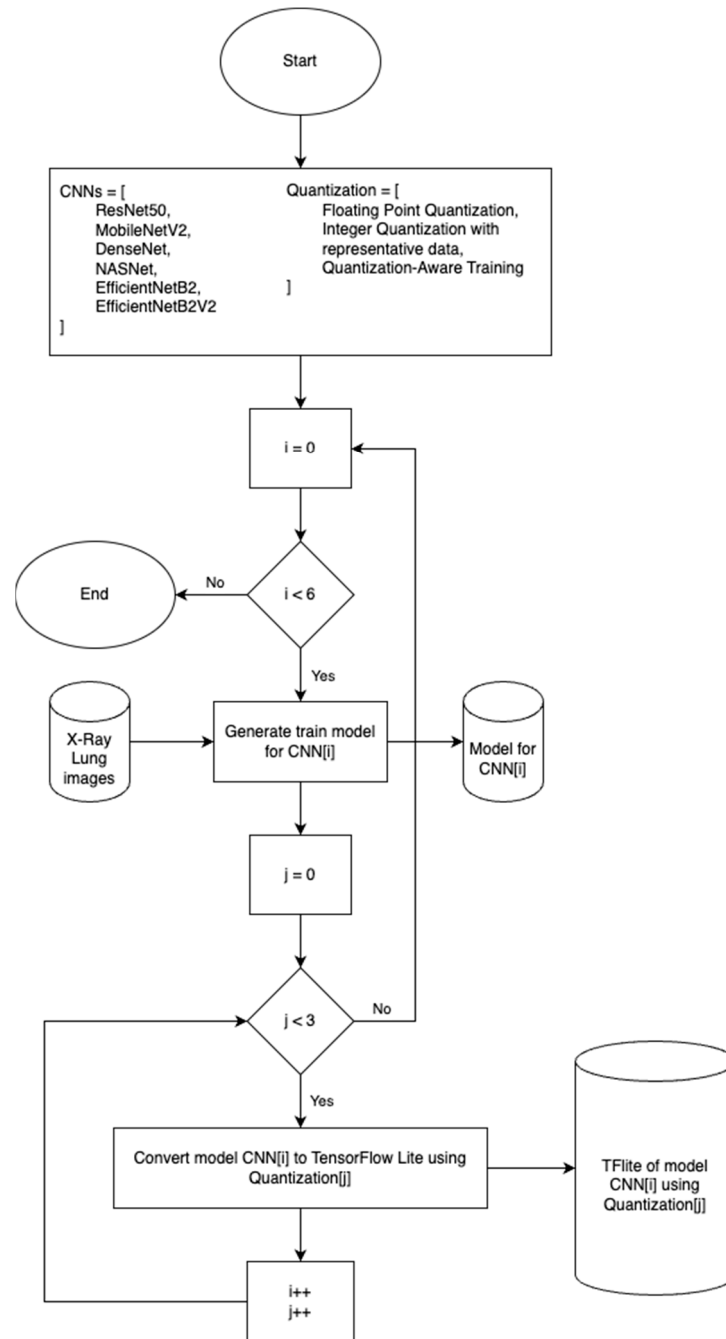 Start
CNNs = [
ResNet50,
MobileNetV2,
DenseNet,
NASNet,
EfficientNetB2,
EfficientNetB2V2
]
Quantization = [
Floating Point Quantization,
Integer Quantization with
representative data,
Quantization-Aware Training
]
i = 0
End
No
i < 6
Yes
X-Ray
Lung
images
Generate train model
for CNN[i]
Model for
CNN[i]
j = 0
j < 3
No
Yes
Convert model CNN[i] to TensorFlow Lite using
Quantization[j]
TFlite of model
CNN[i] using
Quantization[j]
i++
j++